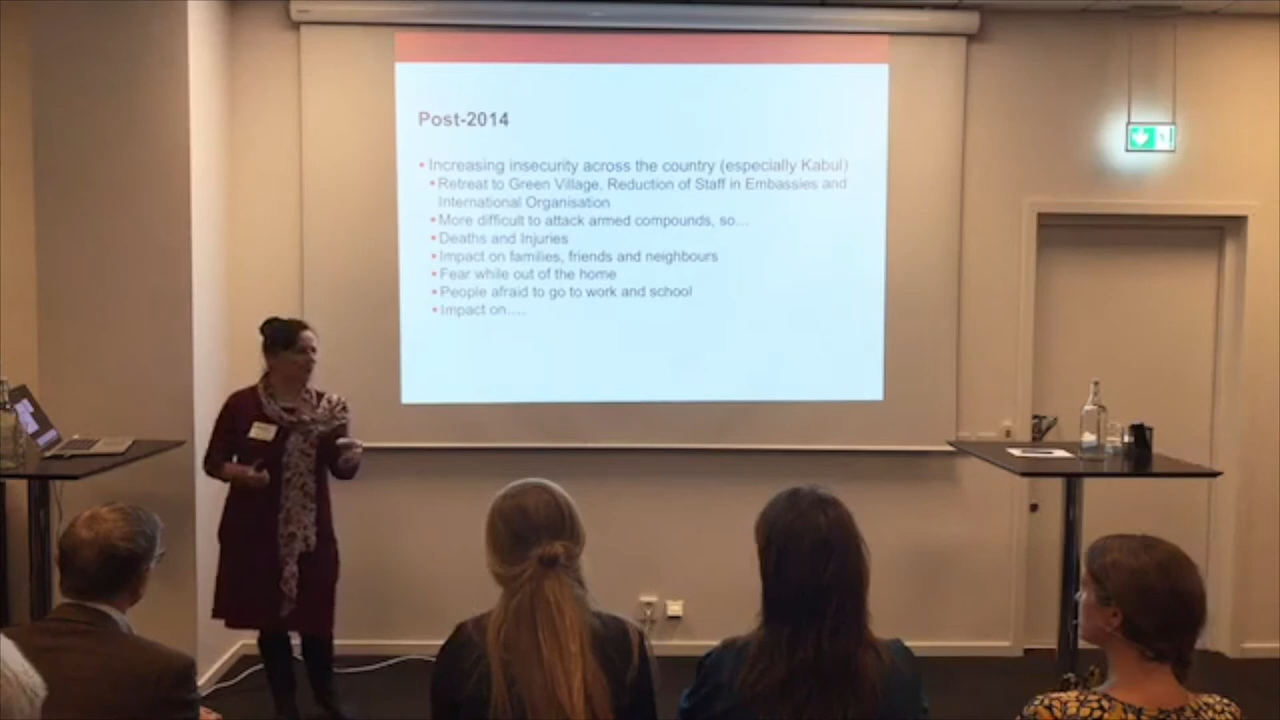 Post-2014
• Increasing insecurity across the country (especially Kabul)
• Retreat to Green Village, Reduction of Staff in Embassies and
International Organisation
• More difficult to attack armed compounds, so…
• Deaths and Injuries
• Impact on families, friends and neighbours
• Fear while out of the home
• People afraid to go to work and school
• Impact on….